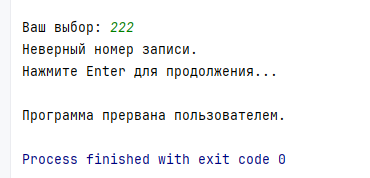 Ваш выбор: 222
Неверный номер записи.
Нажмите Enter для продолжения...
Программа прервана пользователем.
Process finished with exit code 0